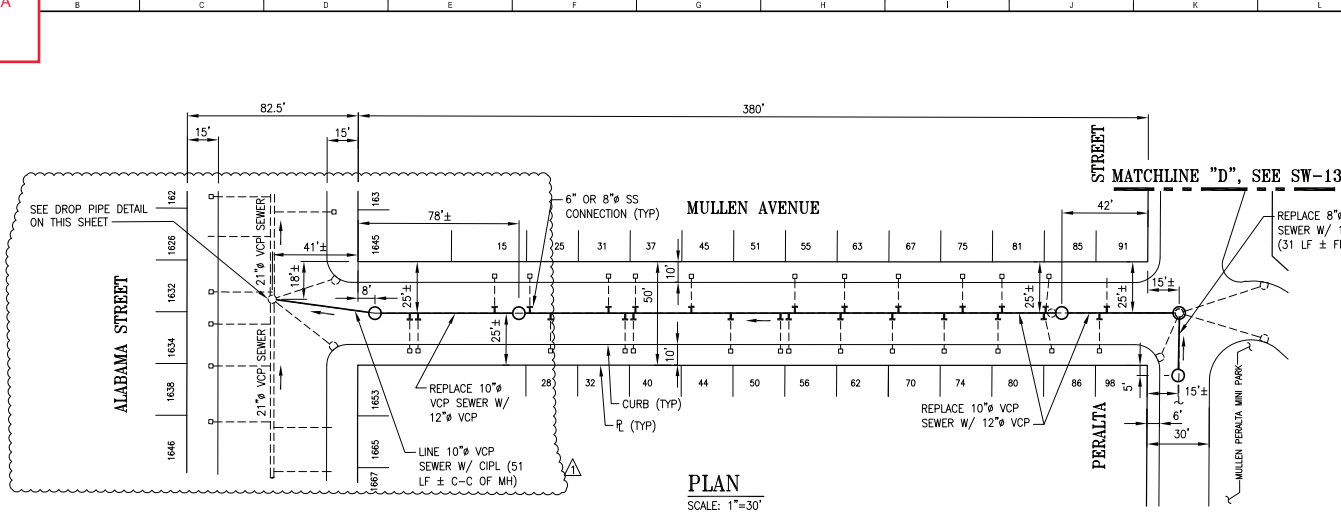 A
B C D E F G H I J K L
82.5'
380'
15'
15'
STREET
MATCHLINE "D", SEE SW-13
SEE DROP PIPE DETAIL
ON THIS SHEET
162
21"ø VCP SEWER
163
78'±
6" OR 8"ø SS
CONNECTION (TYP)
MULLEN AVENUE
42'
REPLACE 8"ø
SEWER W/ 1
(31 LF ± F
1626
41'±
1645
15 25 31 37 45 51 55 63 67 75 81 85 91
18'±
10'
ALABAMA STREET
1632
8'
25'±
50'
25'±
25'±
15'±
1634
21"ø VCP SEWER
25'±
10'
1638
1653
REPLACE 10"ø
VCP SEWER W/
12"ø VCP
28 32 40 44 50 56 62 70 74 80 86 98
CURB (TYP)
REPLACE 10"ø VCP
SEWER W/ 12"ø VCP
5'
15'±
6'
30'
PERALTA
MULLEN PERALTA MINI PARK
PL (TYP)
1646
1665
1667
LINE 10"ø VCP
SEWER W/ CIPL (51
LF ± C-C OF MH)
1
PLAN
SCALE: 1"=30'